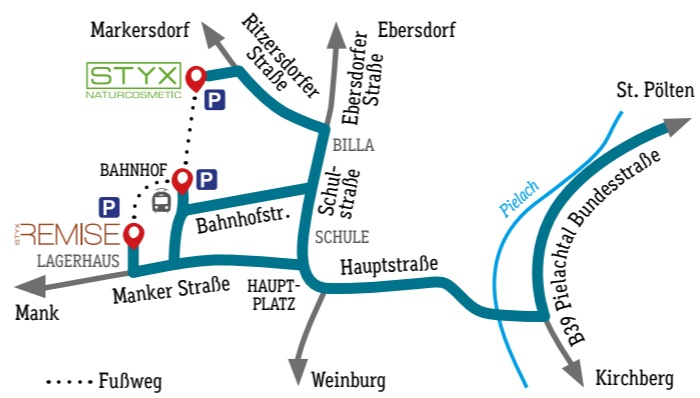 Markersdorf
Ritzersdorfer
Straße
Ebersdorf
Ebersdorfer
Straße
STYX
NATURCOSMETIC
P
St. Pölten
BILLA
BAHNHOF
P
Schul-
straße
Pielach
P
STYX
REMISE
Bahnhofstr.
SCHULE
B39 Pielachtal Bundesstraße
LAGERHAUS
Hauptstraße
Manker Straße
HAUPT-
PLATZ
Mank
Weinburg
Kirchberg
Fußweg